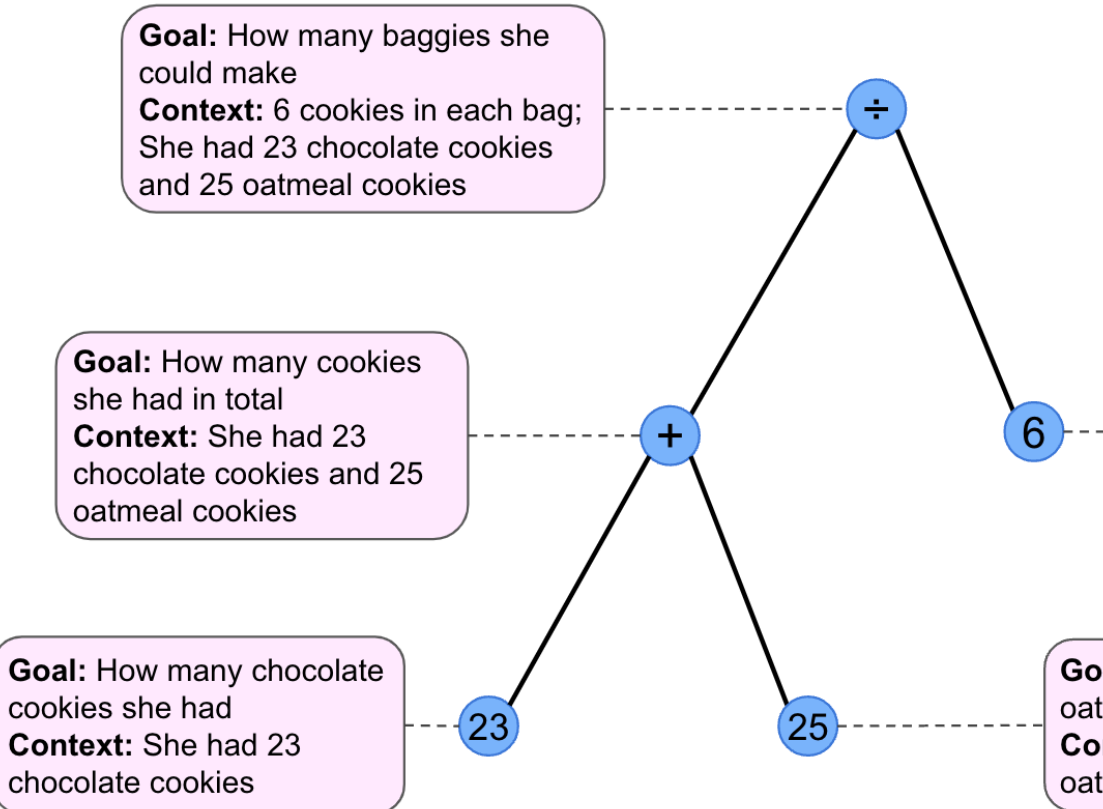 Goal: How many baggies she
could make
Context: 6 cookies in each bag;
She had 23 chocolate cookies
and 25 oatmeal cookies
÷
Goal: How many cookies
she had in total
Context: She had 23
chocolate cookies and 25
oatmeal cookies
+
6
Goal: How many chocolate
cookies she had
Context: She had 23
chocolate cookies
23
25
Go
oat
Co
oat